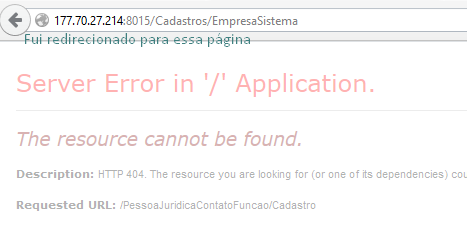 177.70.27.214:8015/Cadastros/EmpresaSistema
Fui redirecionado para essa página
Server Error in '/' Application.
The resource cannot be found.
Description: HTTP 404. The resource you are looking for (or one of its dependencies) cou
Requested URL: /PessoaJuridicaContatoFuncao/Cadastro